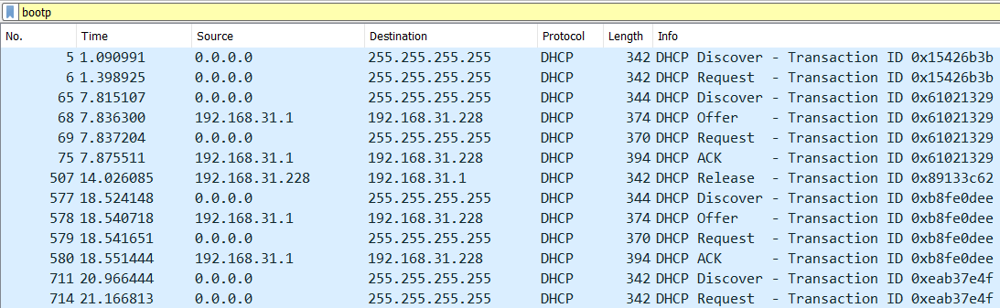 bootp
No. Time Source Destination Protocol Length Info
5 1.090991 0.0.0.0 255.255.255.255 DHCP 342 DHCP Discover - Transaction ID 0x15426b3b
6 1.398925 0.0.0.0 255.255.255.255 DHCP 342 DHCP Request - Transaction ID 0x15426b3b
65 7.815107 0.0.0.0 255.255.255.255 DHCP 344 DHCP Discover - Transaction ID 0x61021329
68 7.836300 192.168.31.1 192.168.31.228 DHCP 374 DHCP Offer - Transaction ID 0x61021329
69 7.837204 0.0.0.0 255.255.255.255 DHCP 370 DHCP Request - Transaction ID 0x61021329
75 7.875511 192.168.31.1 192.168.31.228 DHCP 394 DHCP ACK - Transaction ID 0x61021329
507 14.026085 192.168.31.228 192.168.31.1 DHCP 342 DHCP Release - Transaction ID 0x89133c62
577 18.524148 0.0.0.0 255.255.255.255 DHCP 344 DHCP Discover - Transaction ID 0xb8fe0dee
578 18.540718 192.168.31.1 192.168.31.228 DHCP 374 DHCP Offer - Transaction ID 0xb8fe0dee
579 18.541651 0.0.0.0 255.255.255.255 DHCP 370 DHCP Request - Transaction ID 0xb8fe0dee
580 18.551444 192.168.31.1 192.168.31.228 DHCP 394 DHCP ACK - Transaction ID 0xb8fe0dee
711 20.966444 0.0.0.0 255.255.255.255 DHCP 342 DHCP Discover - Transaction ID 0xeab37e4f
714 21.166813 0.0.0.0 255.255.255.255 DHCP 342 DHCP Request - Transaction ID 0xeab37e4f